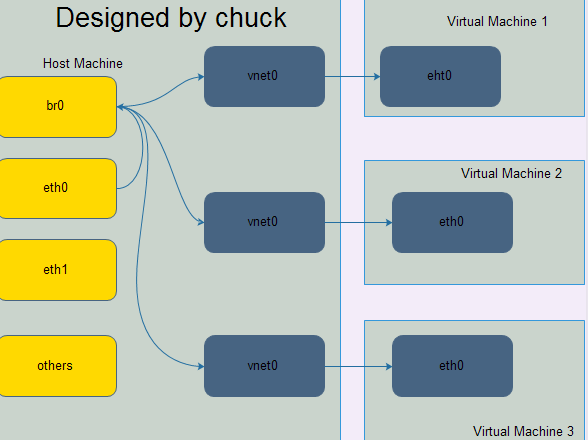 Designed by chuck
Virtual Machine 1
Host Machine
br0
vnet0
eht0
Virtual Machine 2
eth0
vnet0
eth0
eth1
others
vnet0
eth0
Virtual Machine 3